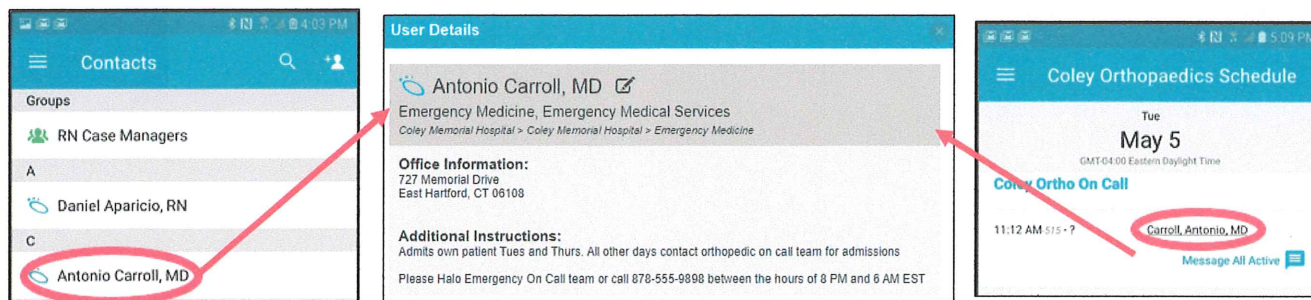 4:03 PM
Contacts
Groups
RN Case Managers
A
Daniel Aparicio, RN
C
Antonio Carroll, MD
User Details
Antonio Carroll, MD
Emergency Medicine, Emergency Medical Services
Coley Memorial Hospital > Coley Memorial Hospital > Emergency Medicine
Office Information:
727 Memorial Drive
East Hartford, CT 06108
Additional Instructions:
Admits own patient Tues and Thurs. All other days contact orthopedic on call team for admissions
Please Halo Emergency On Call team or call 878-555-9898 between the hours of 8 PM and 6 AM EST
5:09 PM
Coley Orthopaedics Schedule
Tue
May 5
GMT-04:00 Eastern Daylight Time
Coley Ortho On Call
11:12 AM-515 - ?
Carroll, Antonio, MD
Message All Active